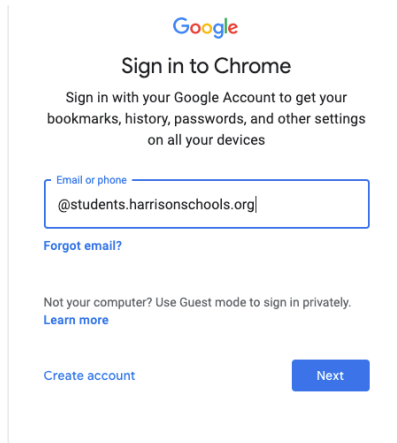 Google
Sign in to Chrome
Sign in with your Google Account to get your
bookmarks, history, passwords, and other settings
on all your devices
Email or phone
@students.harrisonschools.org
Forgot email?
Not your computer? Use Guest mode to sign in privately.
Learn more
Create account
Next